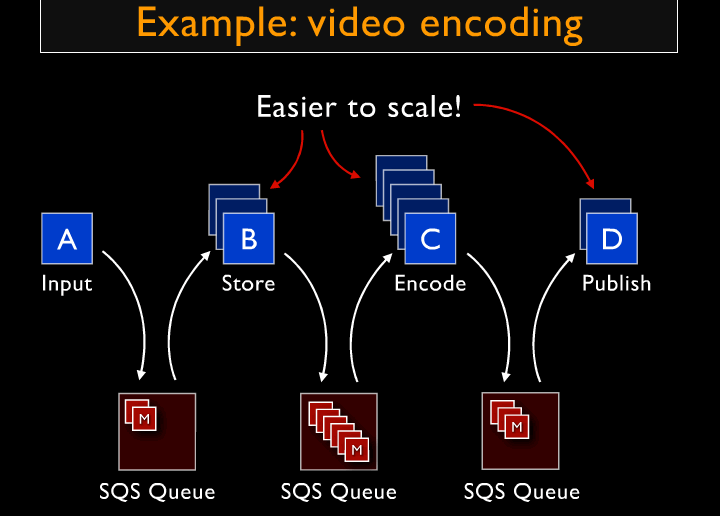 Example: video encoding
Easier to scale!
A
B
C
D
Input
Store
Encode
Publish
M
M
M
SQS Queue
SQS Queue
SQS Queue